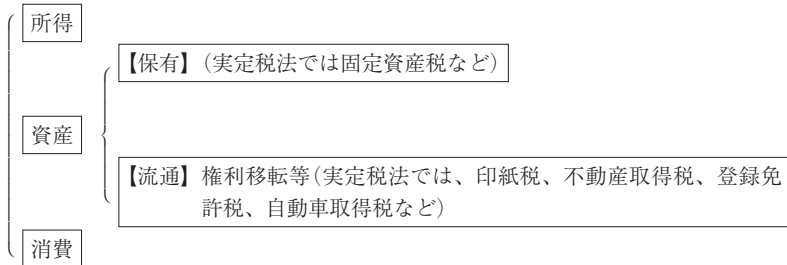 所得
【保有】（実定税法では固定資産税など）
資産
【流通】権利移転等（実定税法では、印紙税、不動産取得税、登録免
許税、自動車取得税など）
消費